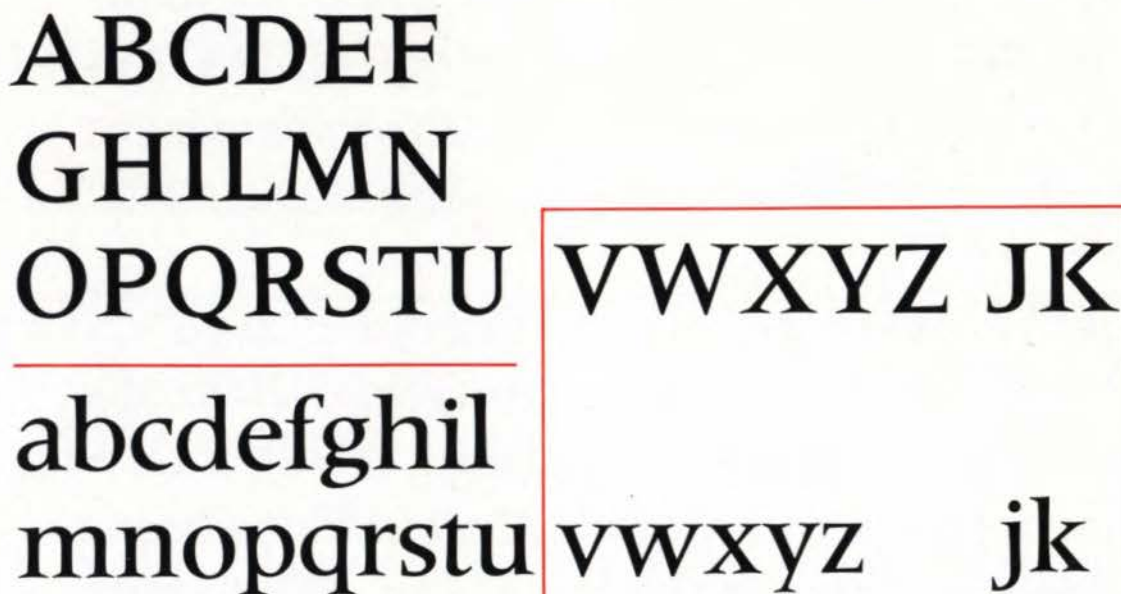 ABCDEF
GHILMN
OPQRSTU VWXYZ JK
abcdefghil
mnopqrstu vwxyz jk